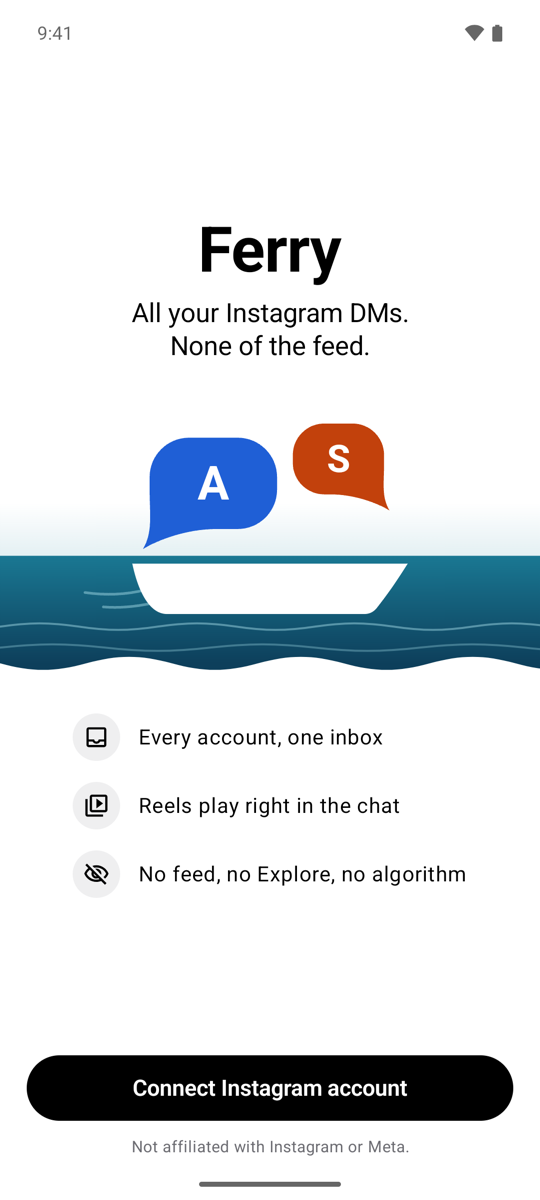 9:41
Ferry
All your Instagram DMs.
None of the feed.
A
S
Every account, one inbox
Reels play right in the chat
No feed, no Explore, no algorithm
Connect Instagram account
Not affiliated with Instagram or Meta.